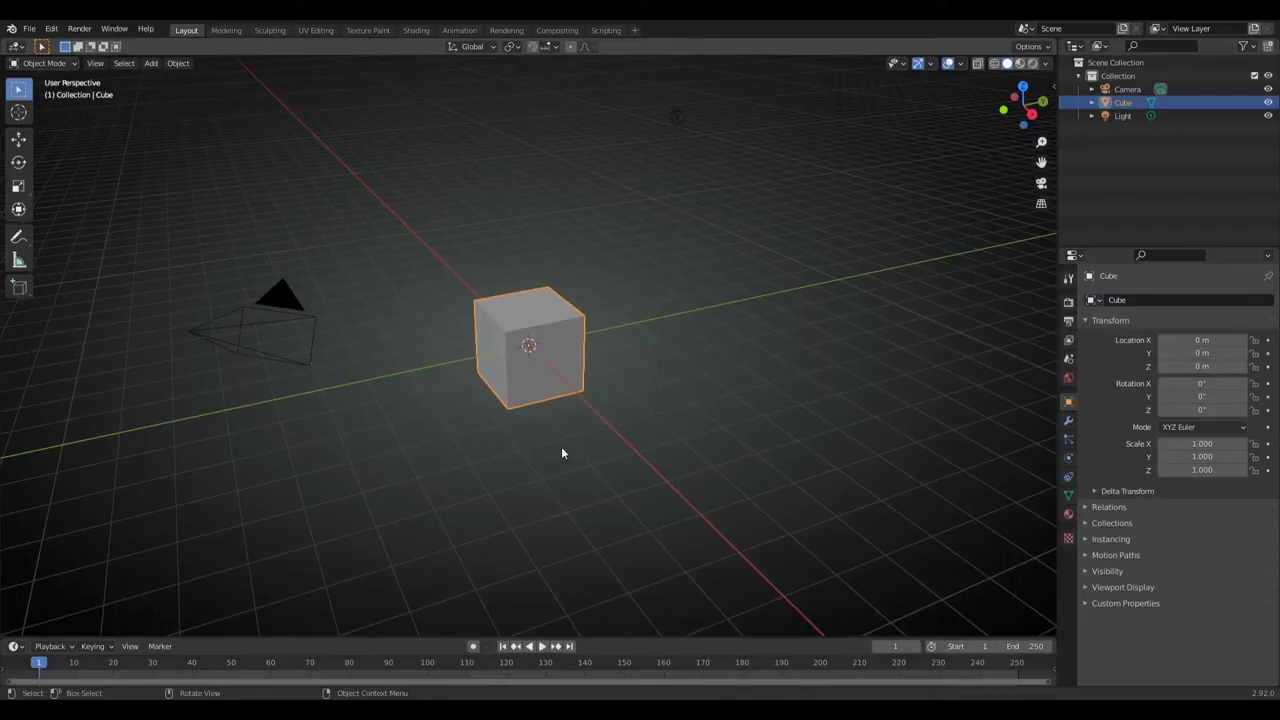 File Edit Render Window Help Layout Modeling Sculpting UV Editing Texture Paint Shading Animation Rendering Compositing Scripting + Scene View Layer
Global Options
Object Mode View Select Add Object
User Perspective
(1) Collection | Cube
Z
Y
X
Scene Collection
Collection
Camera
Cube
Light
Cube
Cube
Transform
Location X 0 m
Y 0 m
Z 0 m
Rotation X 0°
Y 0°
Z 0°
Mode XYZ Euler
Scale X 1.000
Y 1.000
Z 1.000
Delta Transform
Relations
Collections
Instancing
Motion Paths
Visibility
Viewport Display
Custom Properties
Playback Keying View Marker 1 Start 1 End 250
1 10 20 30 40 50 60 70 80 90 100 110 120 130 140 150 160 170 180 190 200 210 220 230 240 250
Select Box Select Rotate View Object Context Menu 2.92.0